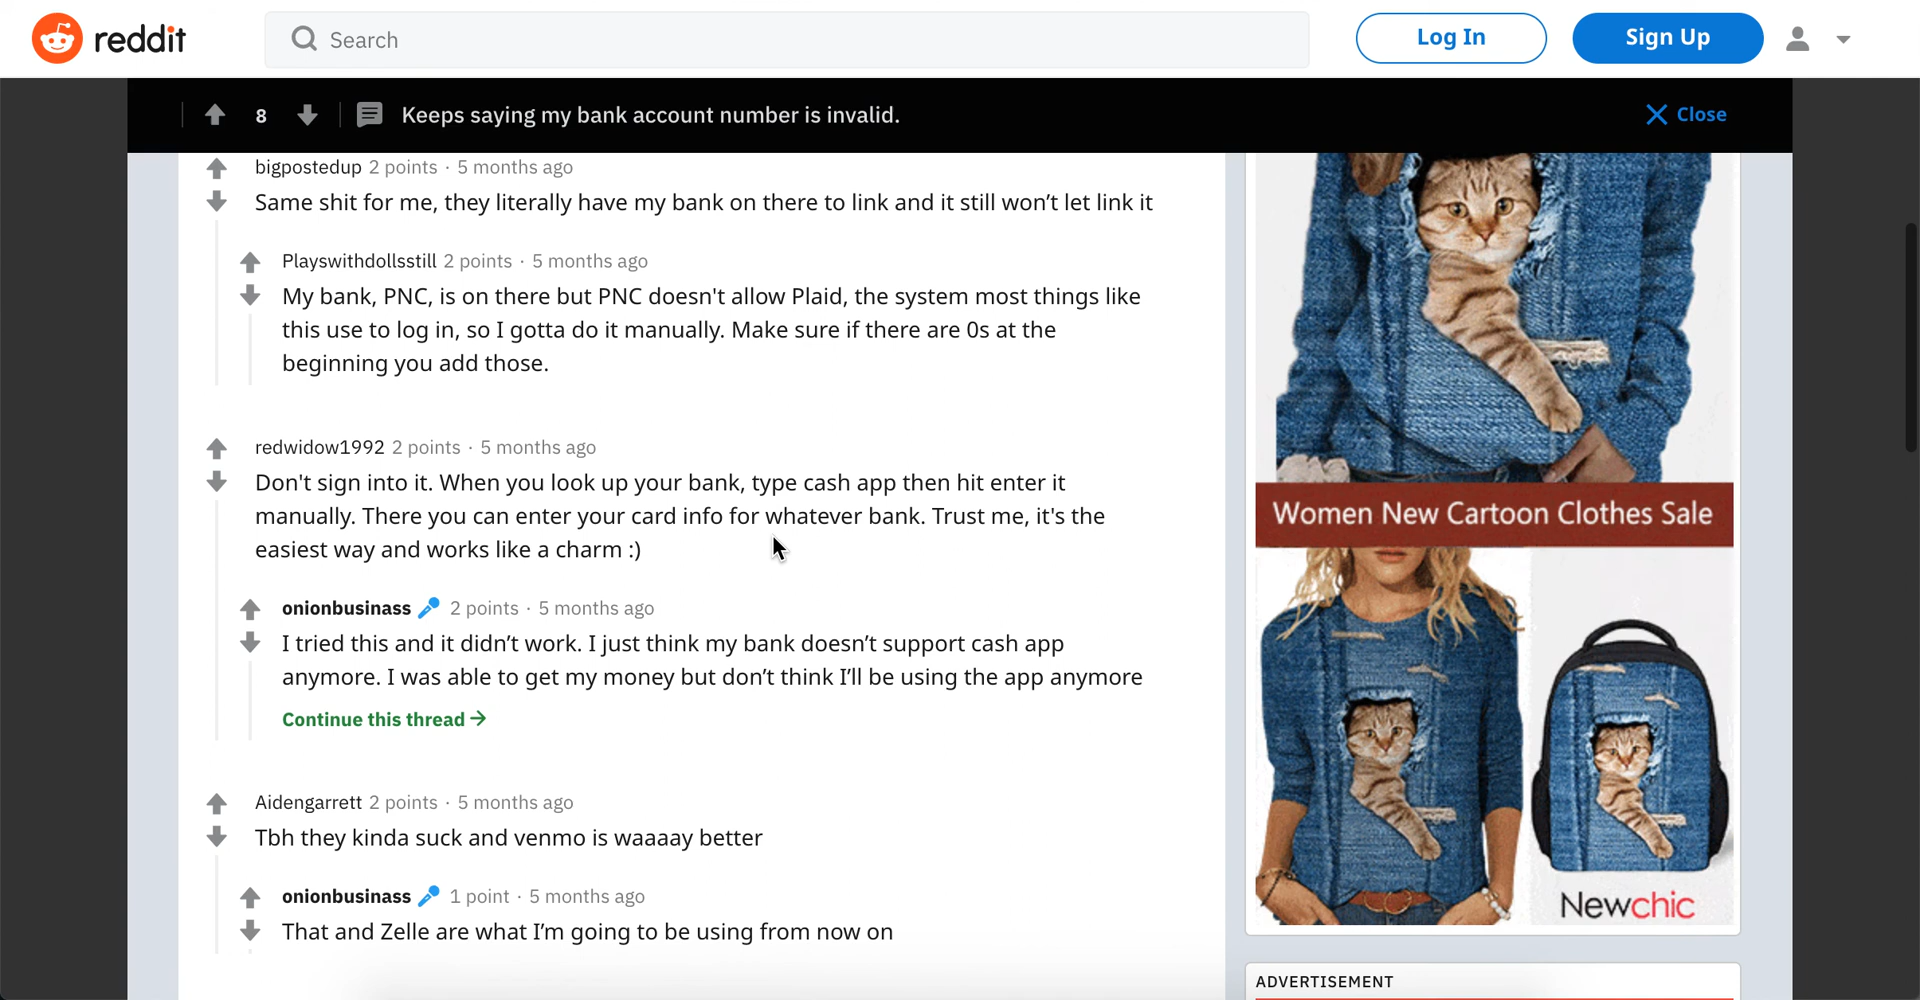 reddit
Search
Log In
Sign Up
8
Keeps saying my bank account number is invalid.
Close
bigpostedup 2 points · 5 months ago
Same shit for me, they literally have my bank on there to link and it still won’t let link it
Playswithdollsstill 2 points · 5 months ago
My bank, PNC, is on there but PNC doesn't allow Plaid, the system most things like
this use to log in, so I gotta do it manually. Make sure if there are 0s at the
beginning you add those.
redwidow1992 2 points · 5 months ago
Don't sign into it. When you look up your bank, type cash app then hit enter it
manually. There you can enter your card info for whatever bank. Trust me, it's the
easiest way and works like a charm :)
onionbusinass 2 points · 5 months ago
I tried this and it didn’t work. I just think my bank doesn’t support cash app
anymore. I was able to get my money but don’t think I’ll be using the app anymore
Continue this thread →
Aidengarrett 2 points · 5 months ago
Tbh they kinda suck and venmo is waaaay better
onionbusinass 1 point · 5 months ago
That and Zelle are what I’m going to be using from now on
Women New Cartoon Clothes Sale
Newchic
ADVERTISEMENT